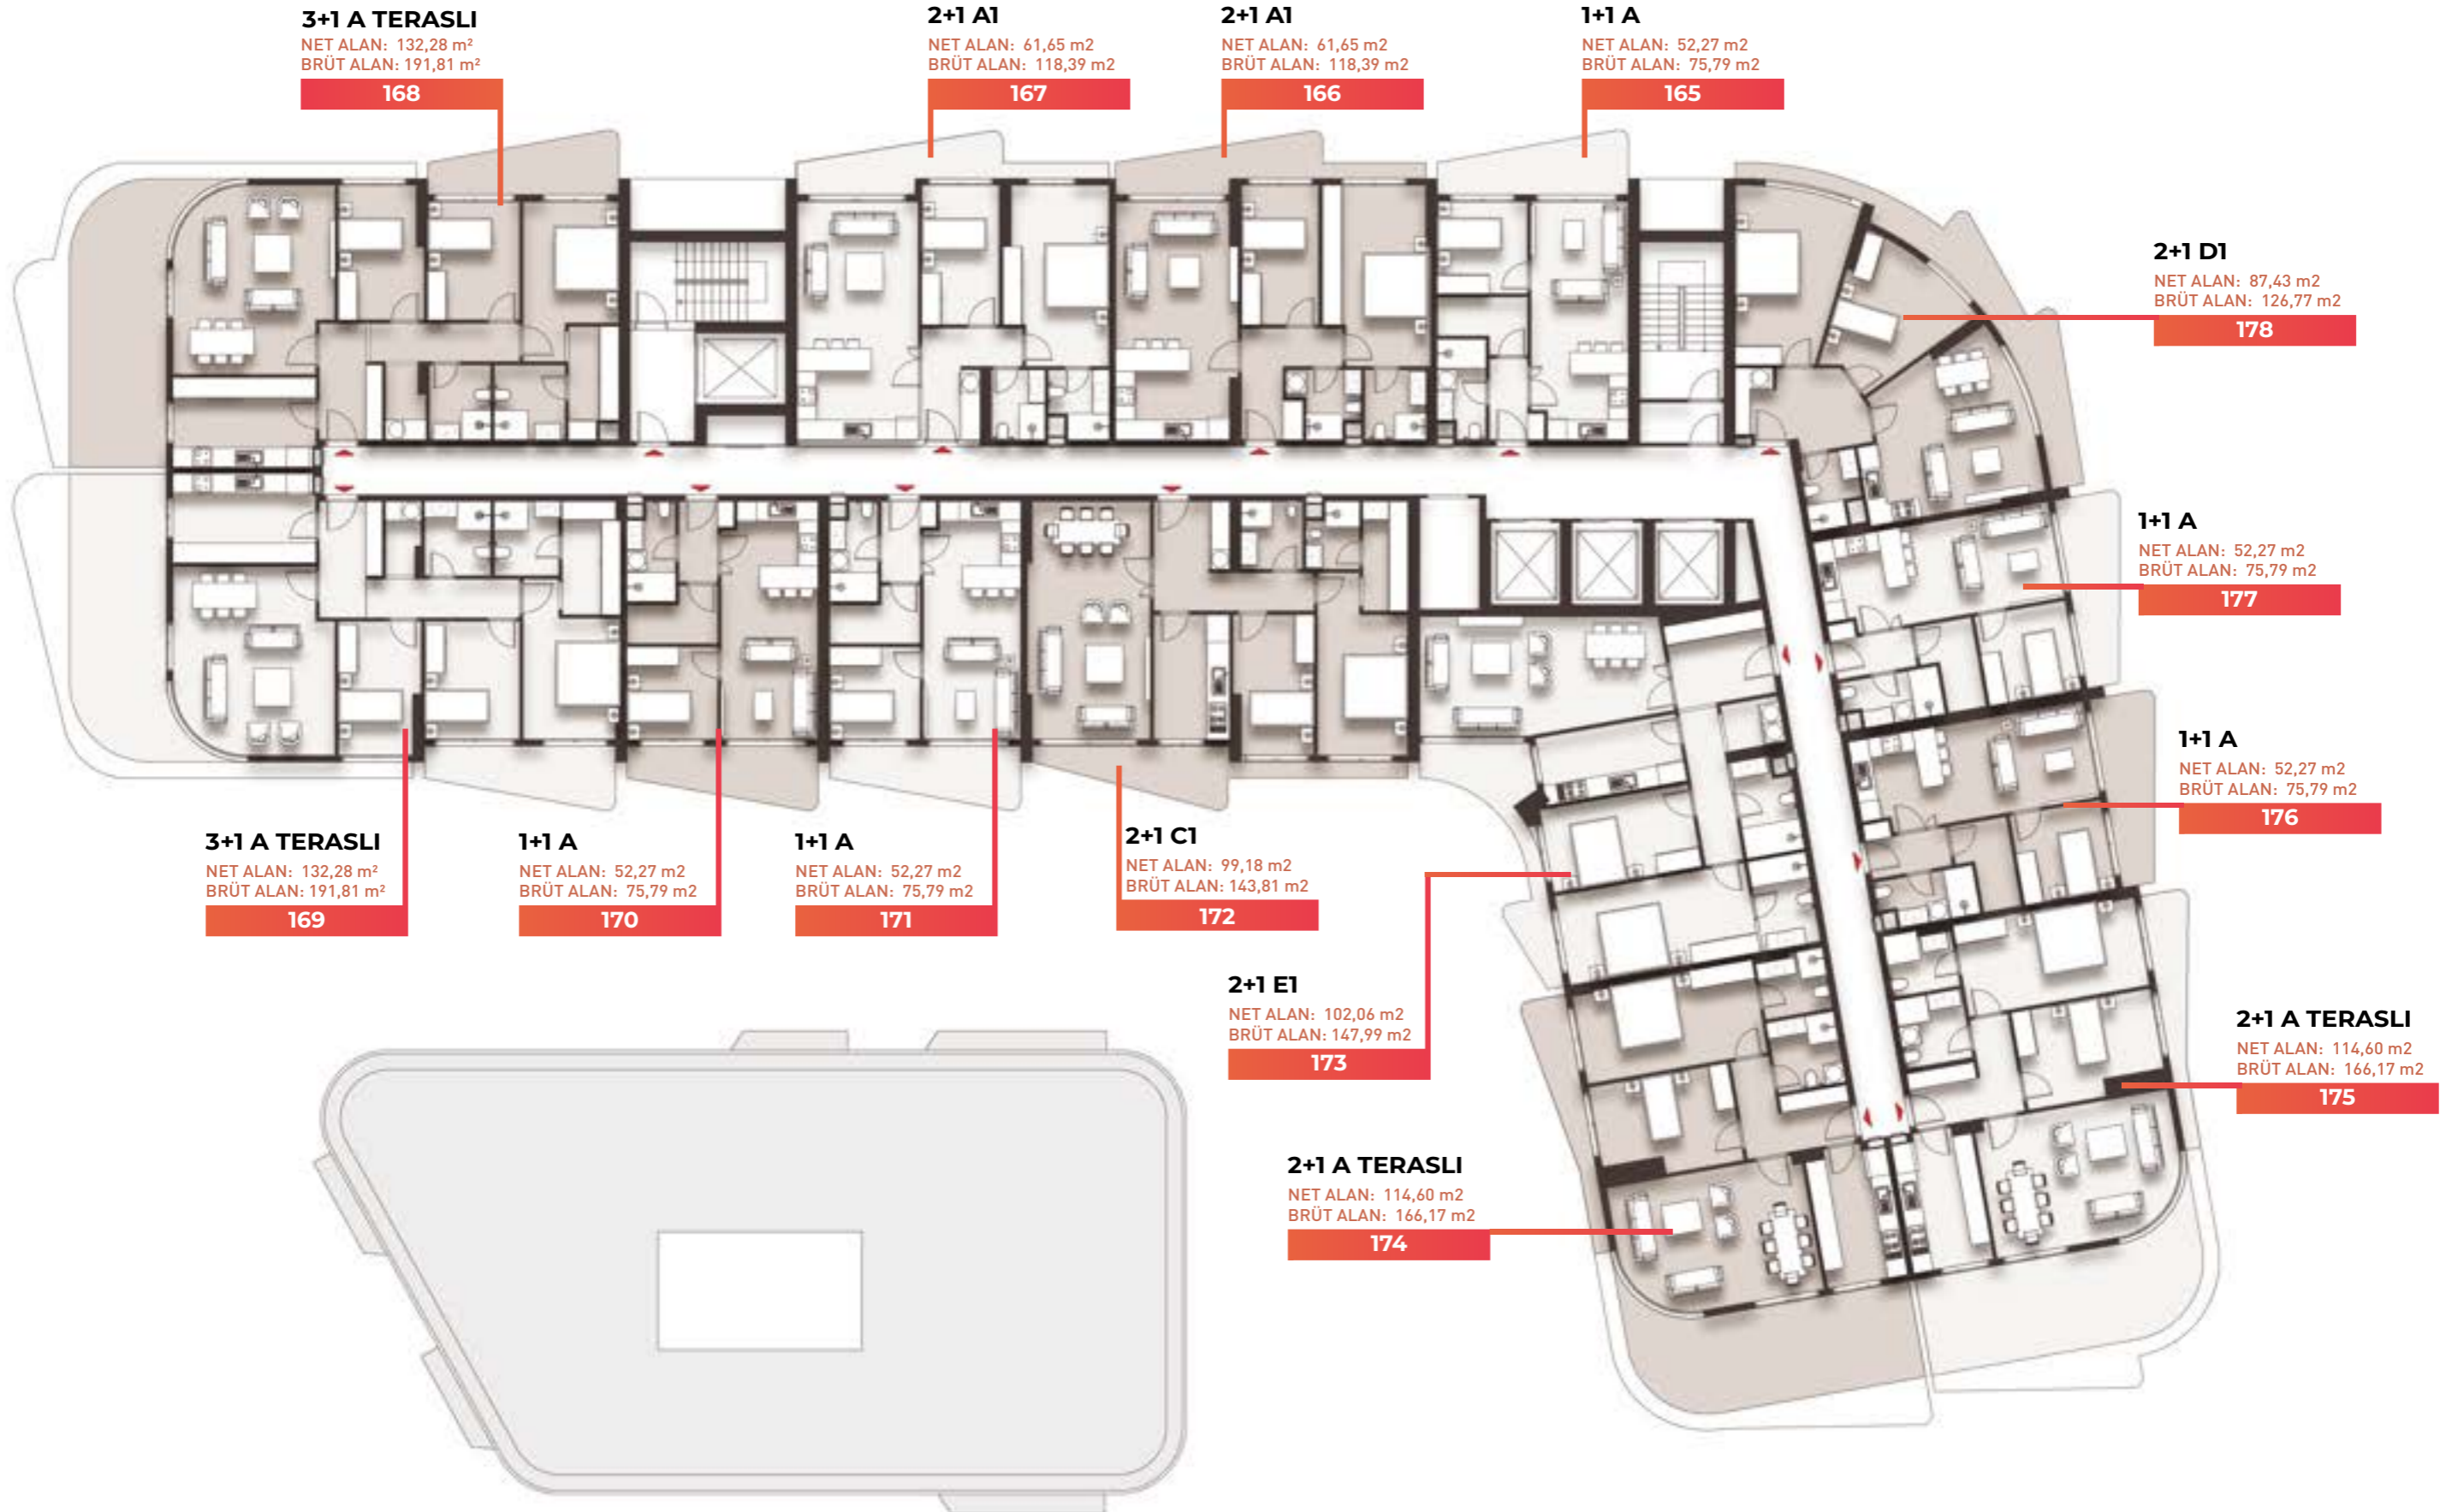 3+1 A TERASLI
NET ALAN: 132,28 m²
BRÜT ALAN: 191,81 m²
168
2+1 A1
NET ALAN: 61,65 m2
BRÜT ALAN: 118,39 m2
167
2+1 A1
NET ALAN: 61,65 m2
BRÜT ALAN: 118,39 m2
166
1+1 A
NET ALAN: 52,27 m2
BRÜT ALAN: 75,79 m2
165
2+1 D1
NET ALAN: 87,43 m2
BRÜT ALAN: 126,77 m2
178
1+1 A
NET ALAN: 52,27 m2
BRÜT ALAN: 75,79 m2
177
1+1 A
NET ALAN: 52,27 m2
BRÜT ALAN: 75,79 m2
176
3+1 A TERASLI
NET ALAN: 132,28 m²
BRÜT ALAN: 191,81 m²
169
1+1 A
NET ALAN: 52,27 m2
BRÜT ALAN: 75,79 m2
170
1+1 A
NET ALAN: 52,27 m2
BRÜT ALAN: 75,79 m2
171
2+1 C1
NET ALAN: 99,18 m2
BRÜT ALAN: 143,81 m2
172
2+1 E1
NET ALAN: 102,06 m2
BRÜT ALAN: 147,99 m2
173
2+1 A TERASLI
NET ALAN: 114,60 m2
BRÜT ALAN: 166,17 m2
175
2+1 A TERASLI
NET ALAN: 114,60 m2
BRÜT ALAN: 166,17 m2
174